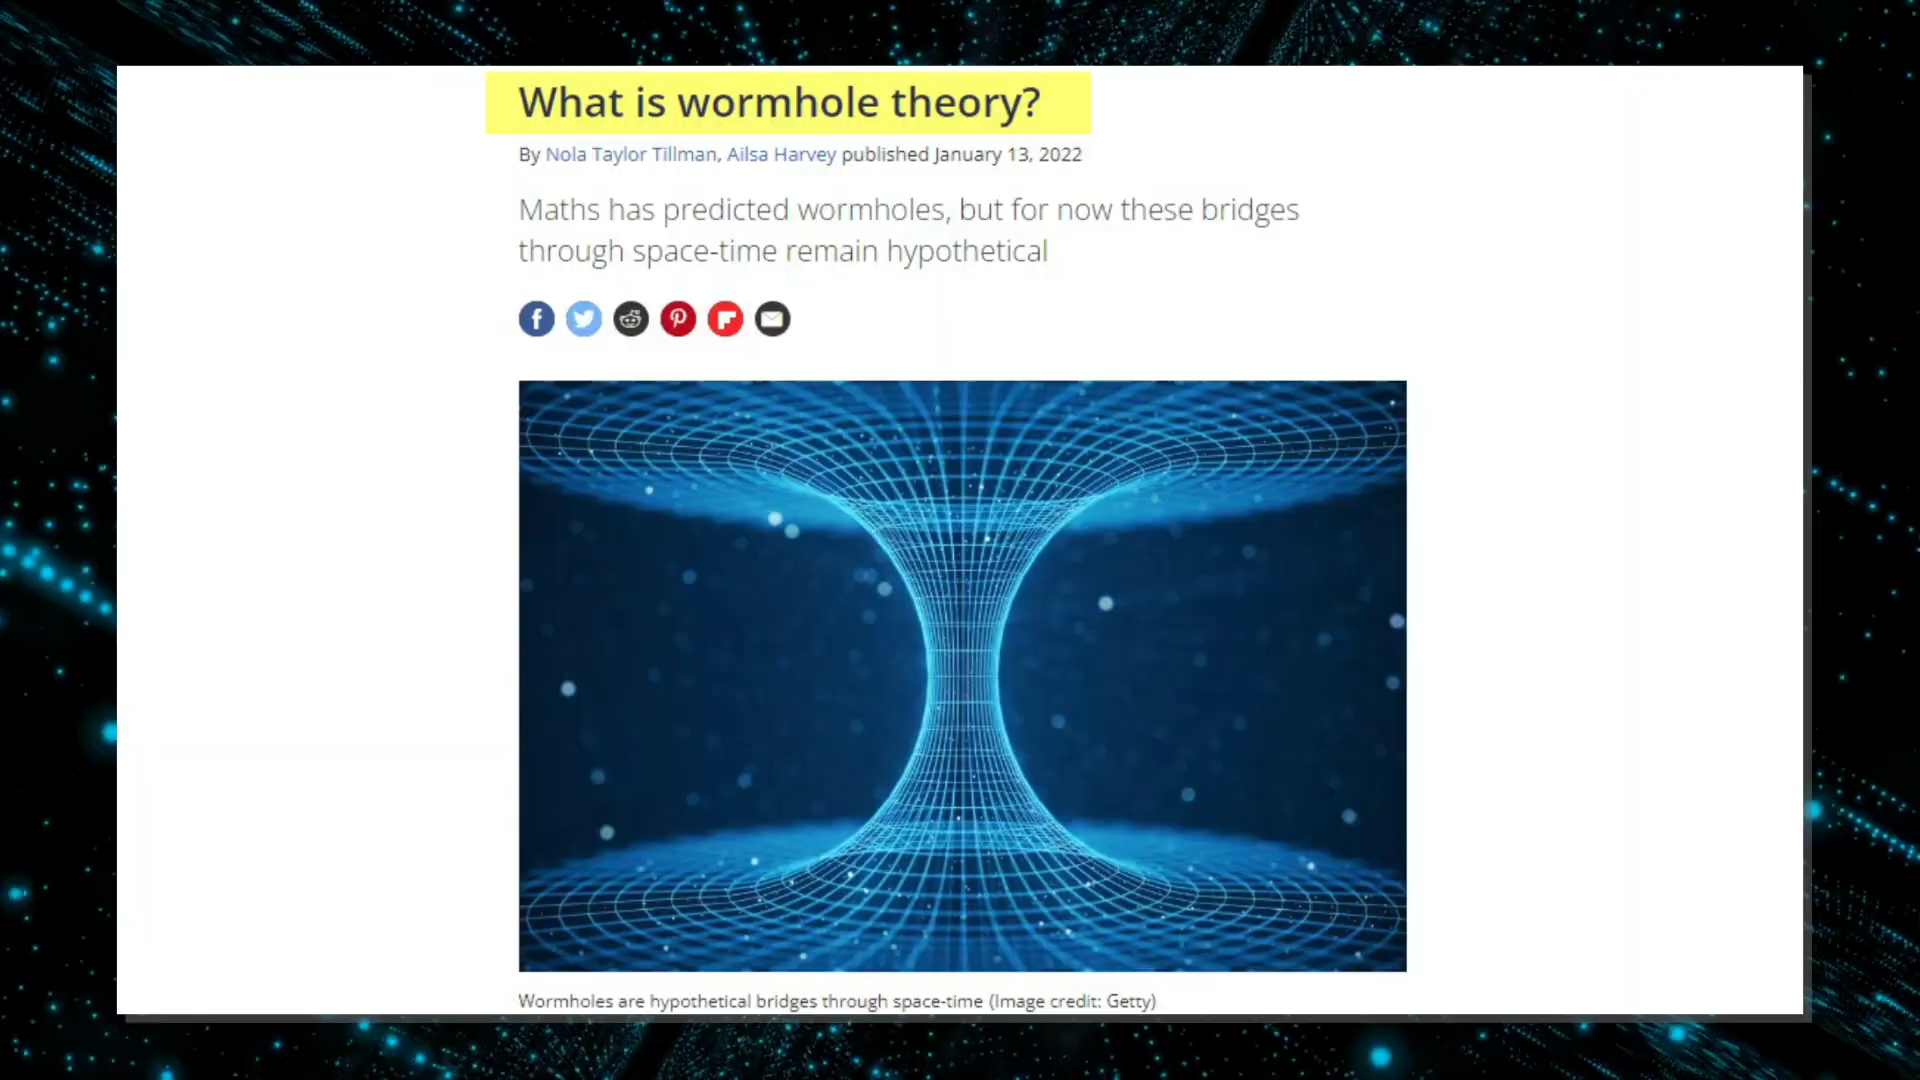 What is wormhole theory?
By Nola Taylor Tillman, Ailsa Harvey published January 13, 2022
Maths has predicted wormholes, but for now these bridges
through space-time remain hypothetical
Wormholes are hypothetical bridges through space-time (Image credit: Getty)